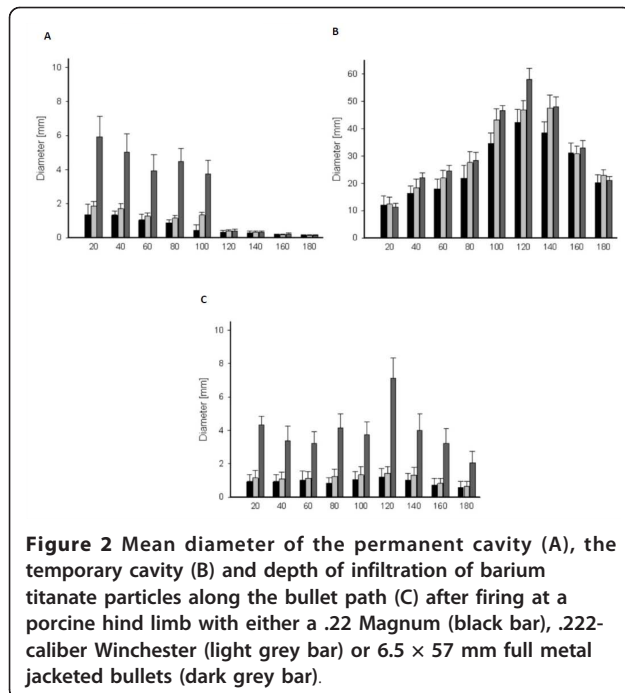 A
Diameter [mm]
10
8
6
4
2
0
20 40 60 80 100 120 140 160 180
B
Diameter [mm]
60
50
40
30
20
10
0
20 40 60 80 100 120 140 160 180
C
Diameter [mm]
10
8
6
4
2
0
20 40 60 80 100 120 140 160 180
Figure 2 Mean diameter of the permanent cavity (A), the
temporary cavity (B) and depth of infiltration of barium
titanate particles along the bullet path (C) after firing at a
porcine hind limb with either a .22 Magnum (black bar), .222-
caliber Winchester (light grey bar) or 6.5 × 57 mm full metal
jacketed bullets (dark grey bar).